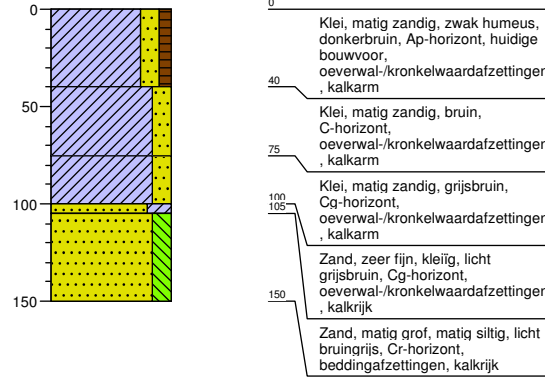 0
50
100
150
0
Klei, matig zandig, zwak humeus,
donkerbruin, Ap-horizont, huidige
bouwvoor,
oeverwal-/kronkelwaardafzettingen
, kalkarm
40
Klei, matig zandig, bruin,
C-horizont,
oeverwal-/kronkelwaardafzettingen
, kalkarm
75
Klei, matig zandig, grijsbruin,
Cg-horizont,
oeverwal-/kronkelwaardafzettingen
, kalkarm
100
105
Zand, zeer fijn, kleiïg, licht
grijsbruin, Cg-horizont,
oeverwal-/kronkelwaardafzettingen
, kalkrijk
150
Zand, matig grof, matig siltig, licht
bruingrijs, Cr-horizont,
beddingafzettingen, kalkrijk